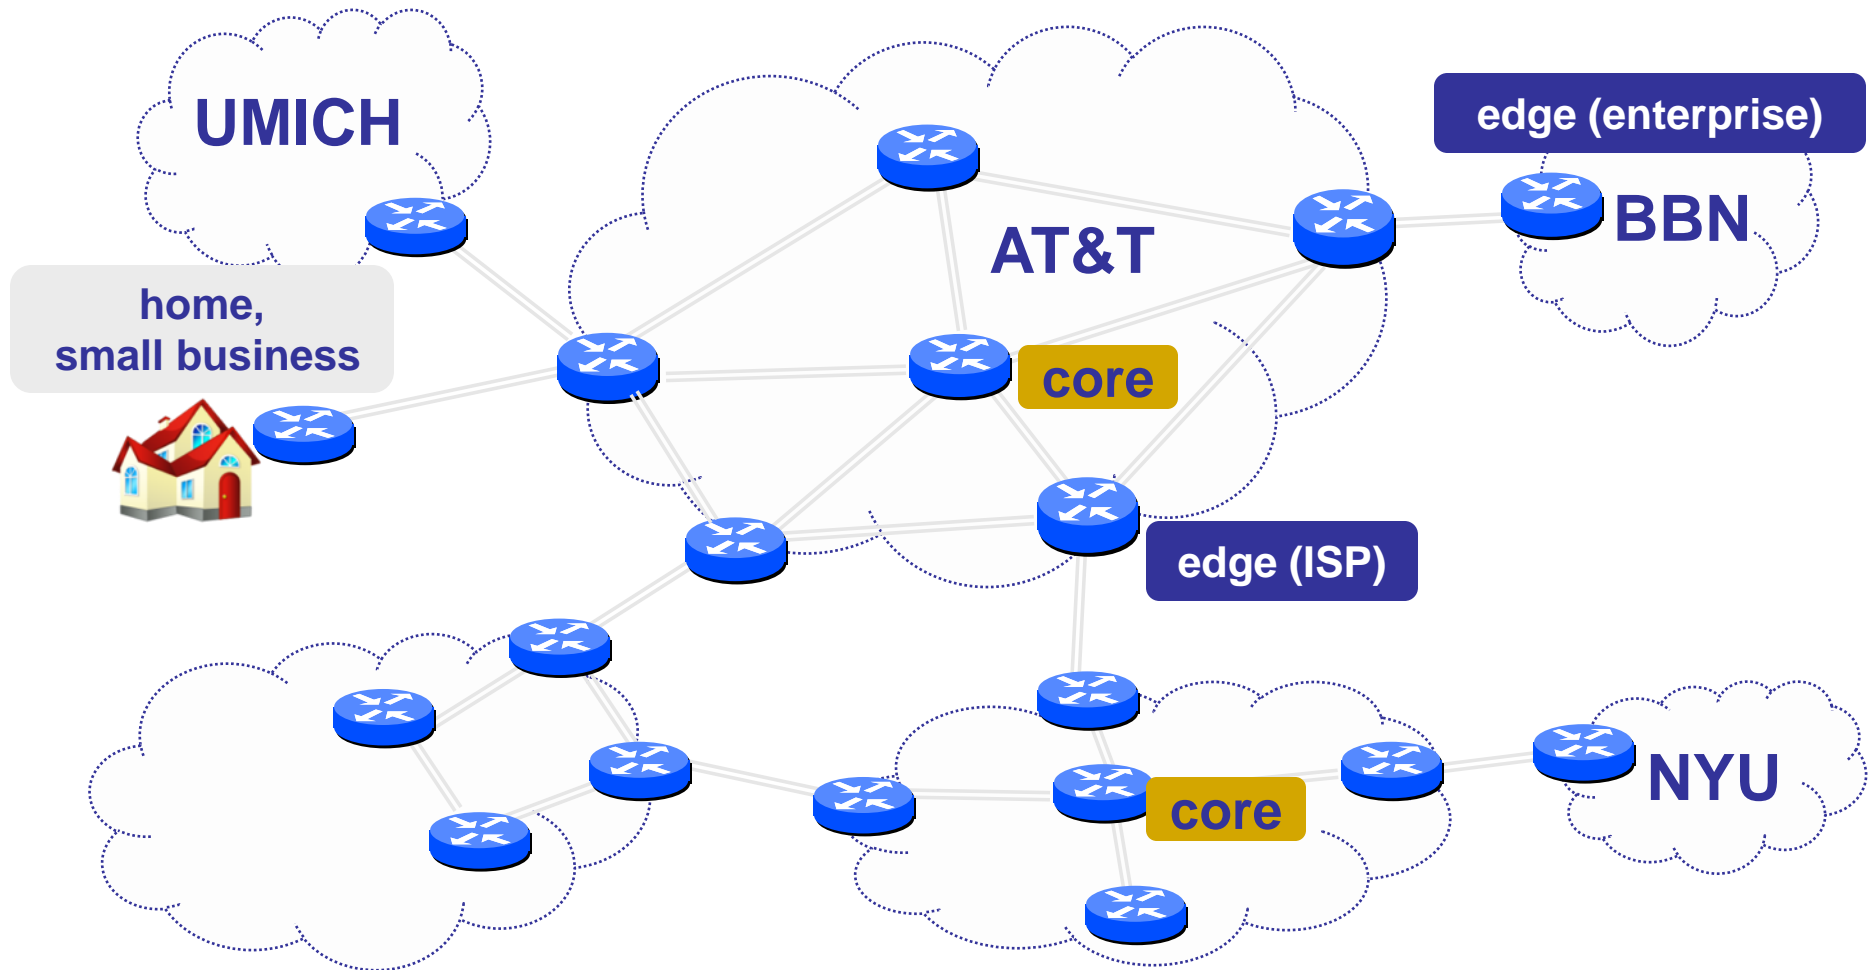 UMICH
edge (enterprise)
BBN
AT&T
home,
small business
core
edge (ISP)
NYU
core